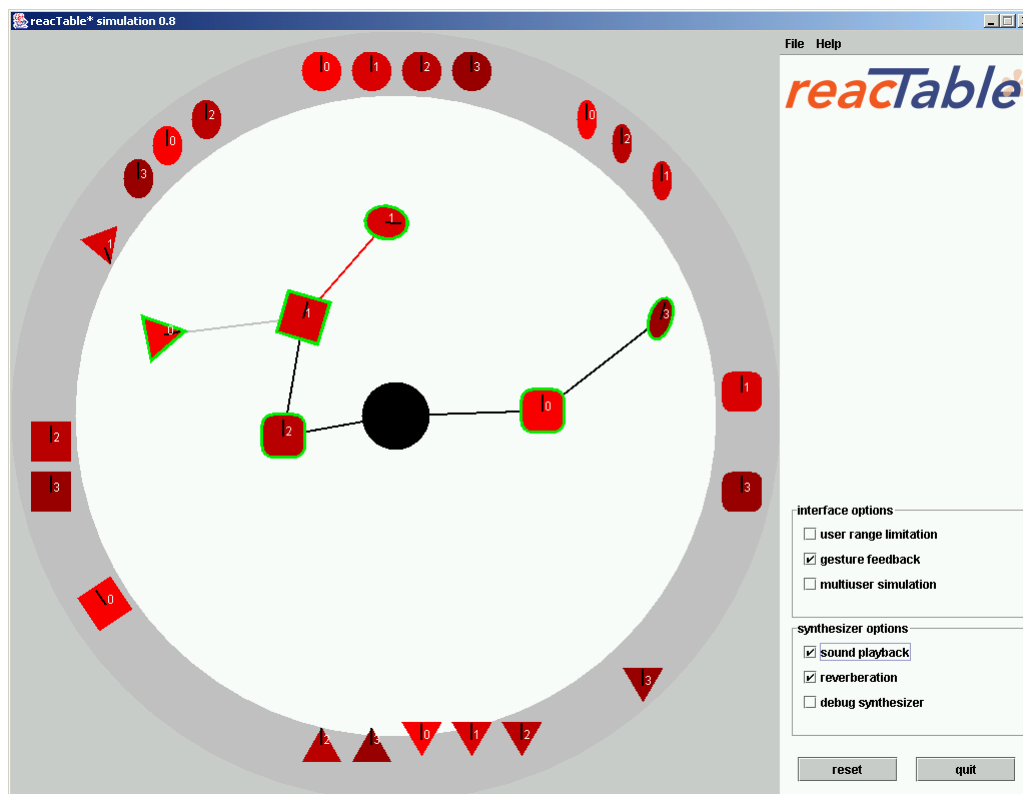 reacTable* simulation 0.8
File Help
reacTable
0 1 2 3
2 0 3
0 2 1
1
1
0
1
3
2
0
1
2
3
3
0
interface options
user range limitation
gesture feedback
multiuser simulation
synthesizer options
sound playback
reverberation
debug synthesizer
3
2 3 0 1 2
reset quit